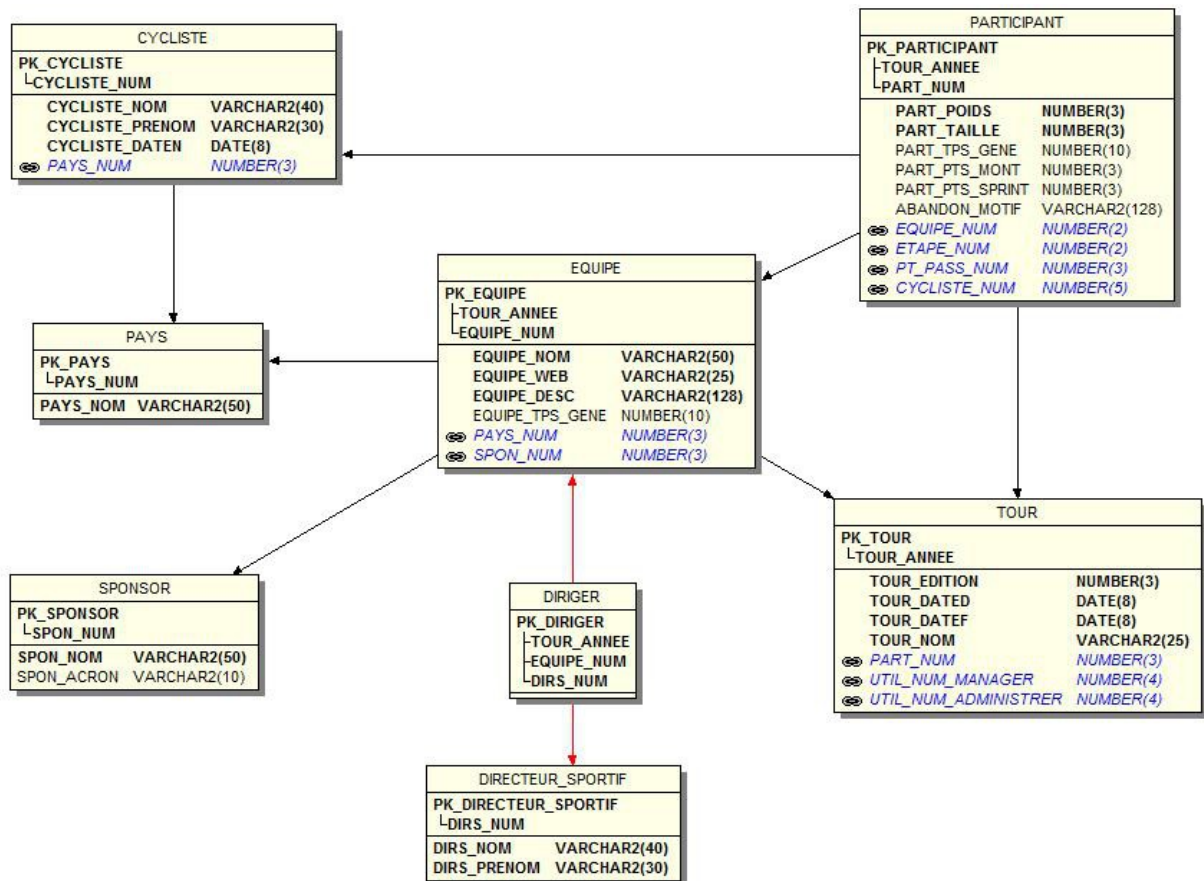 CYCLISTE
PK_CYCLISTE
CYCLISTE_NUM
CYCLISTE_NOM VARCHAR2(40)
CYCLISTE_PRENOM VARCHAR2(30)
CYCLISTE_DATEN DATE(8)
PAYS_NUM NUMBER(3)
PARTICIPANT
PK_PARTICIPANT
TOUR_ANNEE
PART_NUM
PART_POIDS NUMBER(3)
PART_TAILLE NUMBER(3)
PART_TPS_GENE NUMBER(10)
PART_PTS_MONT NUMBER(3)
PART_PTS_SPRINT NUMBER(3)
ABANDON_MOTIF VARCHAR2(128)
EQUIPE_NUM NUMBER(2)
ETAPE_NUM NUMBER(2)
PT_PASS_NUM NUMBER(3)
CYCLISTE_NUM NUMBER(5)
EQUIPE
PK_EQUIPE
TOUR_ANNEE
EQUIPE_NUM
EQUIPE_NOM VARCHAR2(50)
EQUIPE_WEB VARCHAR2(25)
EQUIPE_DESC VARCHAR2(128)
EQUIPE_TPS_GENE NUMBER(10)
PAYS_NUM NUMBER(3)
SPON_NUM NUMBER(3)
PAYS
PK_PAYS
PAYS_NUM
PAYS_NOM VARCHAR2(50)
TOUR
PK_TOUR
TOUR_ANNEE
TOUR_EDITION NUMBER(3)
TOUR_DATED DATE(8)
TOUR_DATEF DATE(8)
TOUR_NOM VARCHAR2(25)
PART_NUM NUMBER(3)
UTIL_NUM_MANAGER NUMBER(4)
UTIL_NUM_ADMINISTRER NUMBER(4)
SPONSOR
PK_SPONSOR
SPON_NUM
SPON_NOM VARCHAR2(50)
SPON_ACRON VARCHAR2(10)
DIRIGER
PK_DIRIGER
TOUR_ANNEE
EQUIPE_NUM
DIRS_NUM
DIRECTEUR_SPORTIF
PK_DIRECTEUR_SPORTIF
DIRS_NUM
DIRS_NOM VARCHAR2(40)
DIRS_PRENOM VARCHAR2(30)